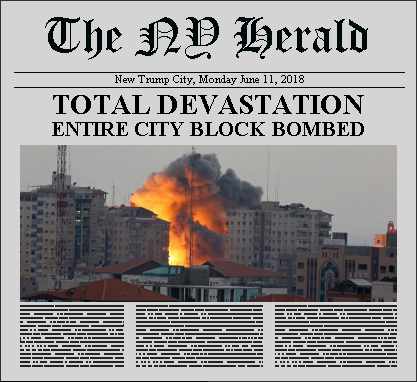 The NY Herald
New Trump City, Monday June 11, 2018
TOTAL DEVASTATION
ENTIRE CITY BLOCK BOMBED